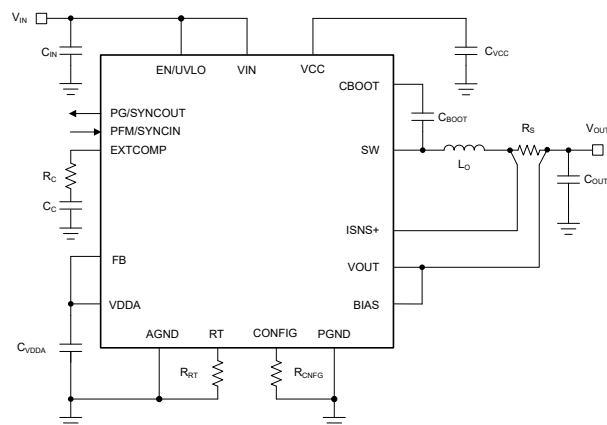 VIN
CIN
EN/UVLO
VIN
VCC
CVCC
CBOOT
CBOOT
PG/SYNCOUT
PFM/SYNCIN
EXTCOMP
SW
LO
RS
VOUT
COUT
RC
CC
ISNS+
FB
VOUT
VDDA
BIAS
CVDDA
AGND
RT
CONFIG
PGND
RRT
RCNFG